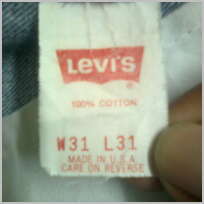 LEVI'S
®
100% COTTON
W31 L31
MADE IN U.S.A.
CARE ON REVERSE